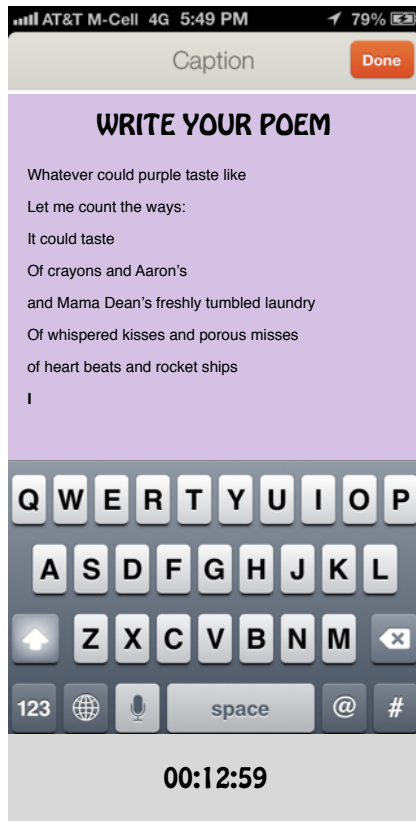 AT&T M-Cell 4G 5:49 PM 79%
Caption Done
WRITE YOUR POEM
Whatever could purple taste like
Let me count the ways:
It could taste
Of crayons and Aaron's
and Mama Dean's freshly tumbled laundry
Of whispered kisses and porous misses
of heart beats and rocket ships
I
Q W E R T Y U I O P
A S D F G H J K L
Z X C V B N M
123 space @ #
00:12:59